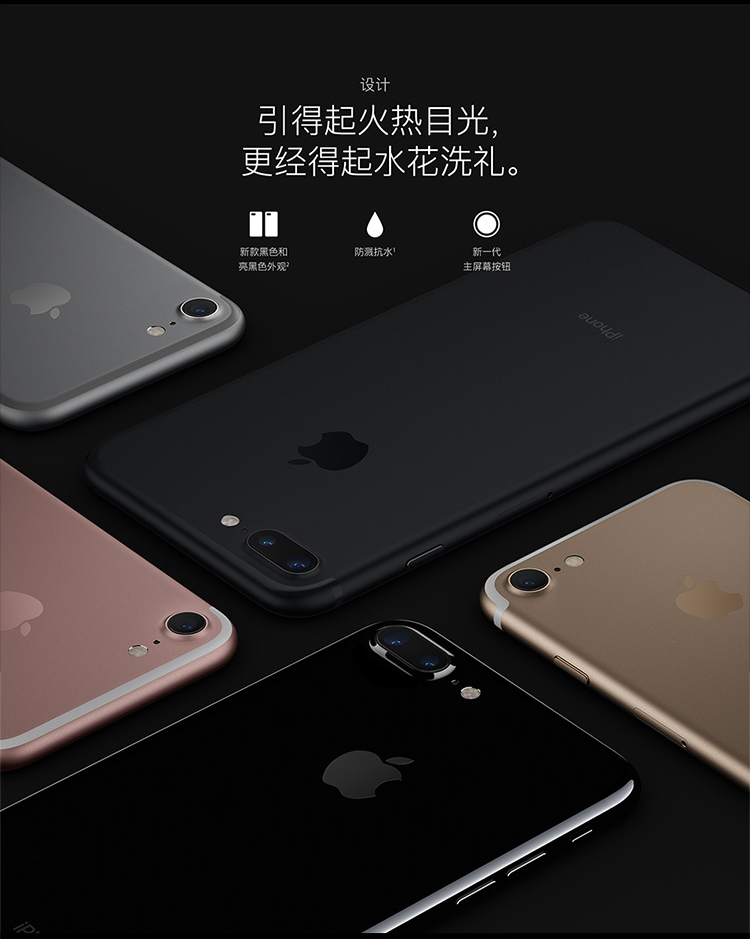 设计
引得起火热目光，
更经得起水花洗礼。
新款黑色和
亮黑色外观²
防溅抗水¹
新一代
主屏幕按钮
iPhone